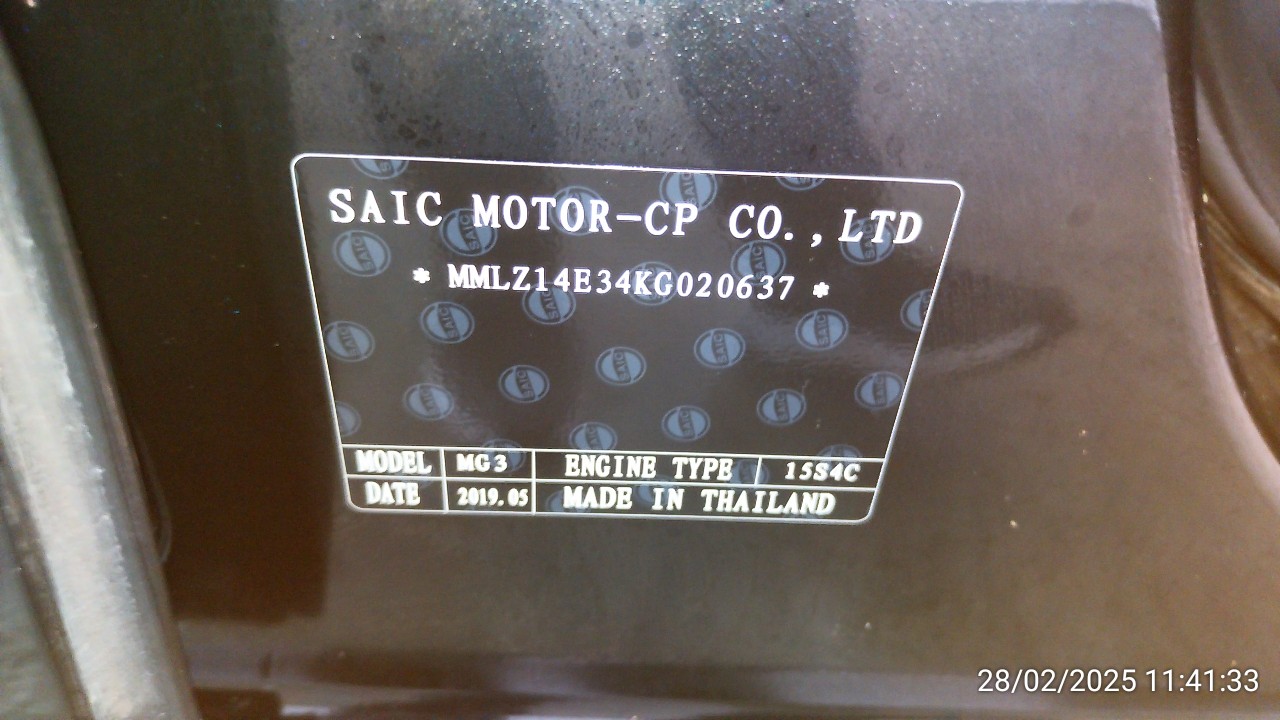 SAIC MOTOR-CP CO.,LTD
* MMLZ14E34KG020637 *
MODEL MG3 ENGINE TYPE 15S4C
DATE 2019.05 MADE IN THAILAND
28/02/2025 11:41:33